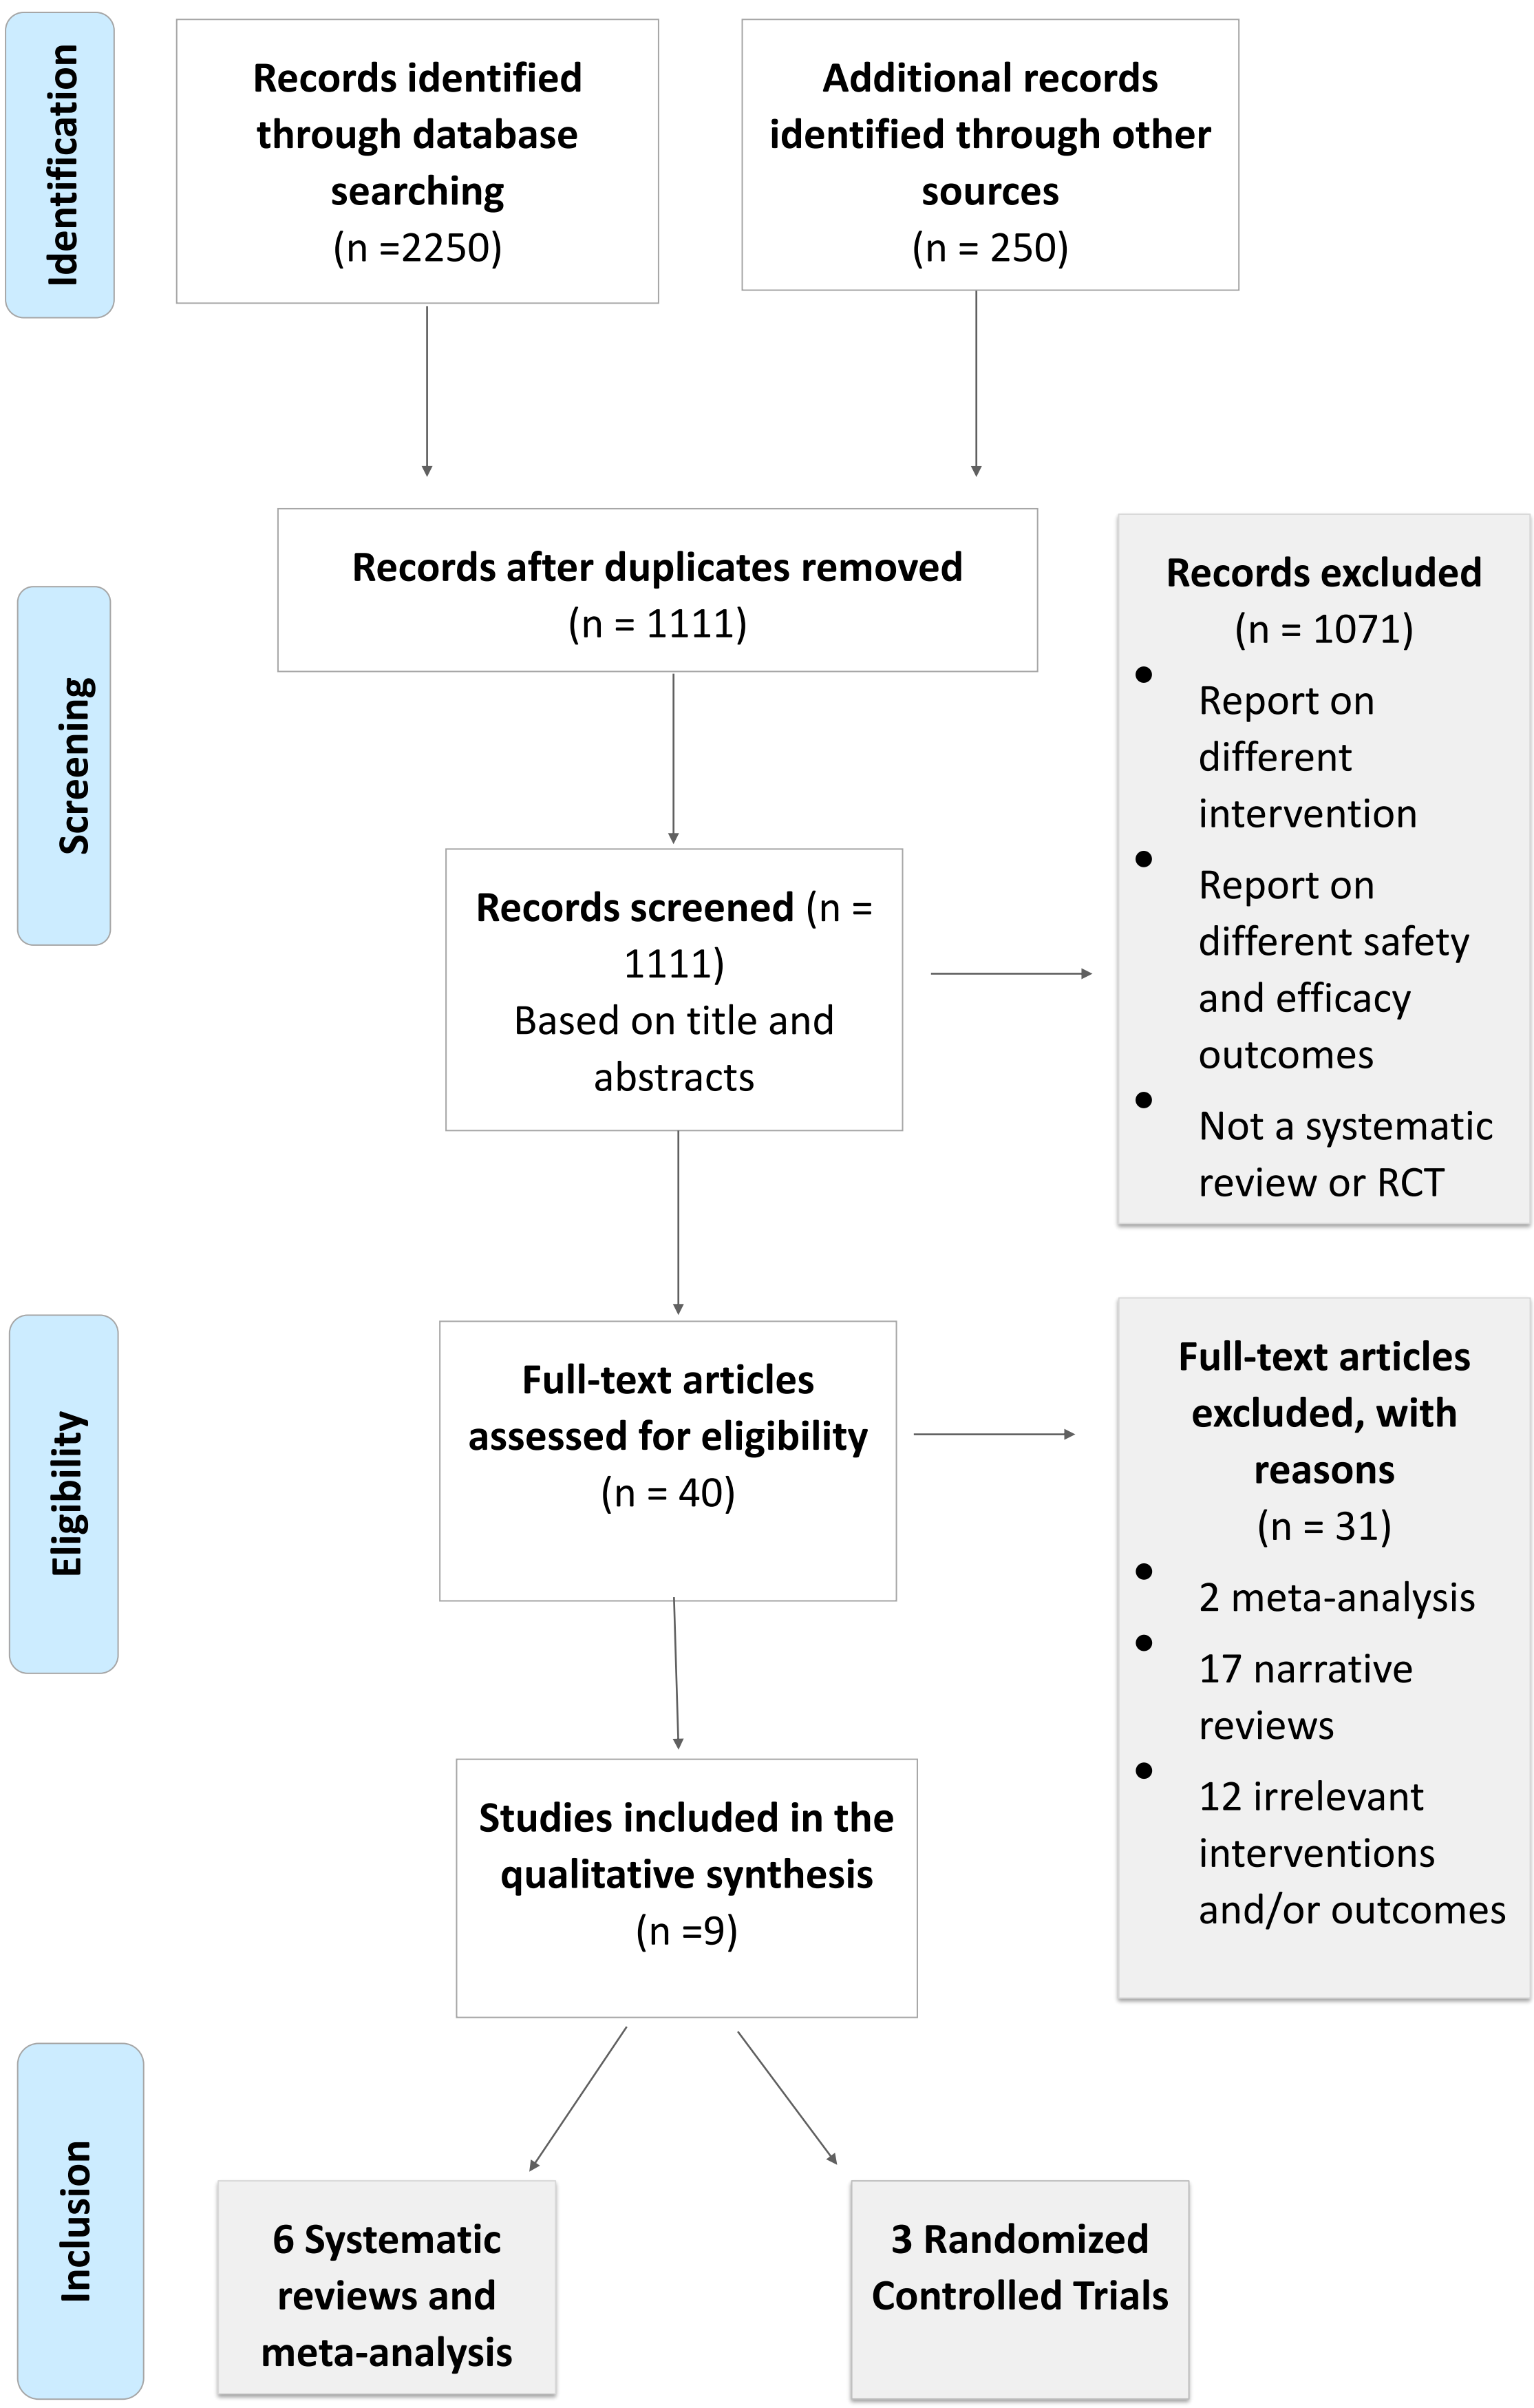 Identification
Records identified
through database
searching
(n =2250)
Additional records
identified through other
sources
(n = 250)
Screening
Records after duplicates removed
(n = 1111)
Records screened (n =
1111)
Based on title and
abstracts
Records excluded
(n = 1071)
• Report on
different
intervention
• Report on
different safety
and efficacy
outcomes
• Not a systematic
review or RCT
Eligibility
Full-text articles
assessed for eligibility
(n = 40)
Full-text articles
excluded, with
reasons
(n = 31)
• 2 meta-analysis
• 17 narrative
reviews
• 12 irrelevant
interventions
and/or outcomes
Studies included in the
qualitative synthesis
(n =9)
Inclusion
6 Systematic
reviews and
meta-analysis
3 Randomized
Controlled Trials